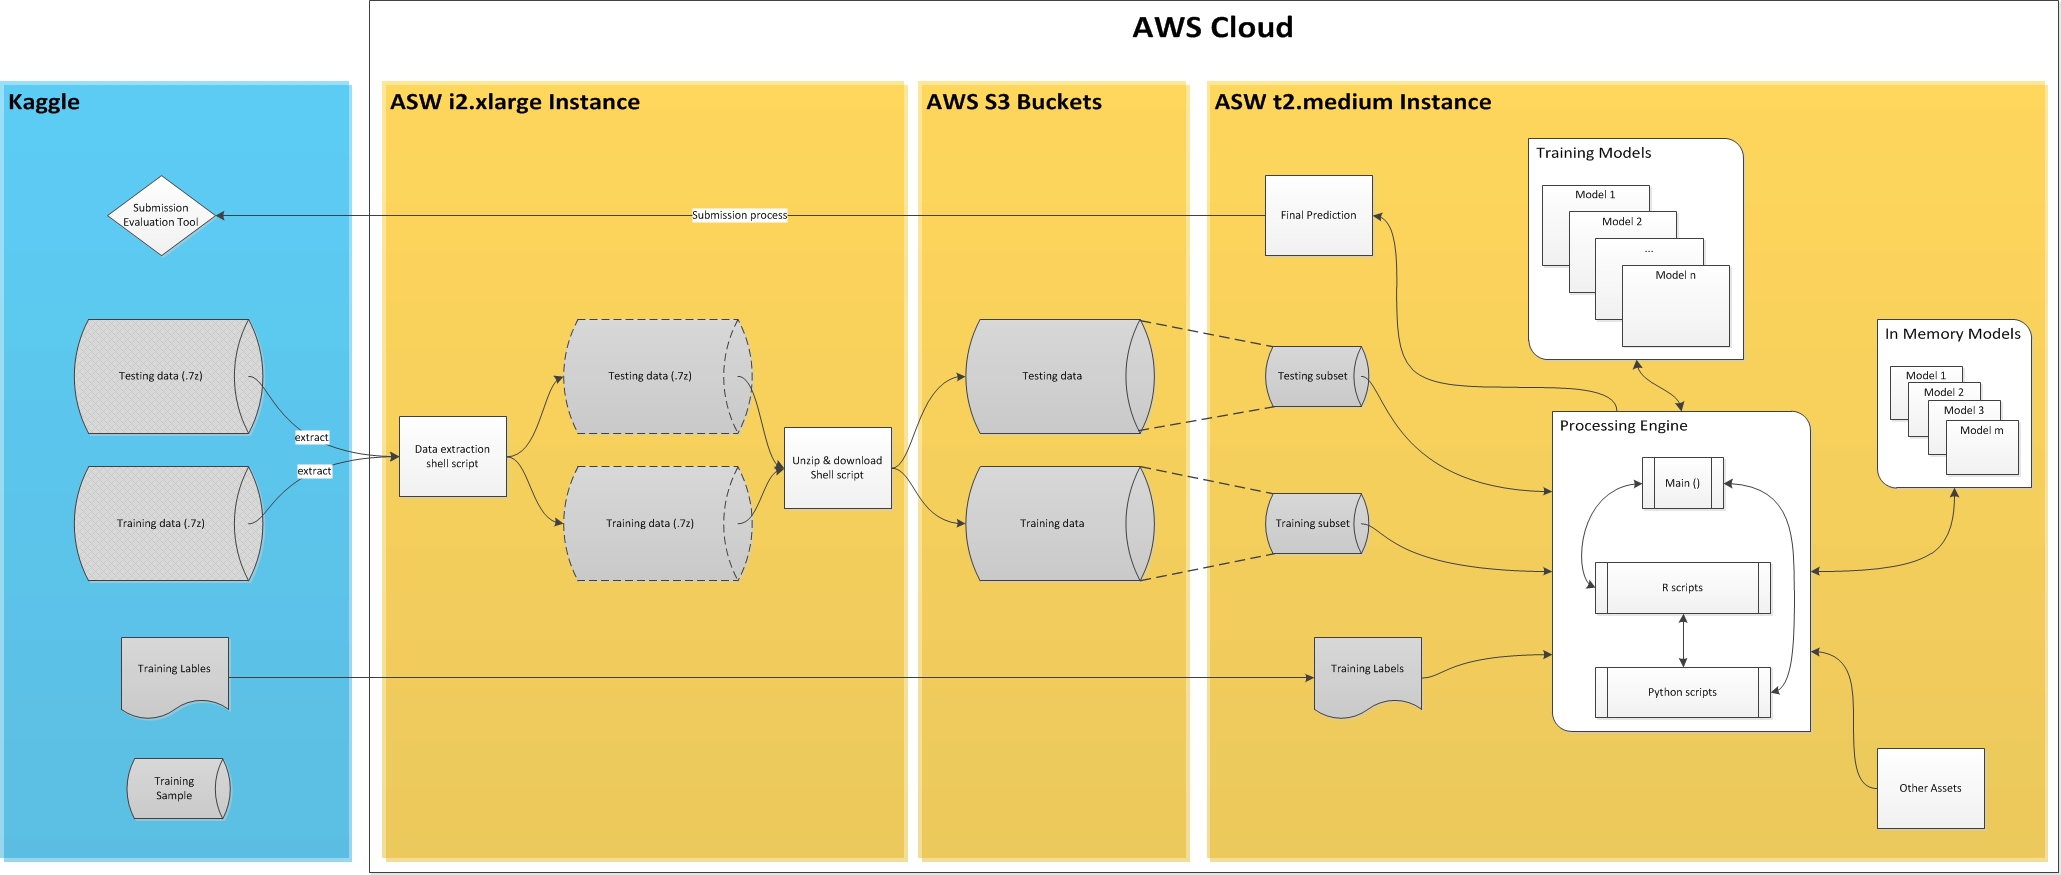 AWS Cloud
Kaggle
Submission
Evaluation Tool
Testing data (.7z)
extract
extract
Training data (.7z)
Training Lables
Training
Sample
ASW i2.xlarge Instance
Submission process
Data extraction
shell script
Testing data (.7z)
Training data (.7z)
Unzip & download
Shell script
AWS S3 Buckets
Testing data
Training data
ASW t2.medium Instance
Final Prediction
Testing subset
Training subset
Training Labels
Training Models
Model 1
Model 2
...
Model n
In Memory Models
Model 1
Model 2
Model 3
Model m
Processing Engine
Main ()
R scripts
Python scripts
Other Assets